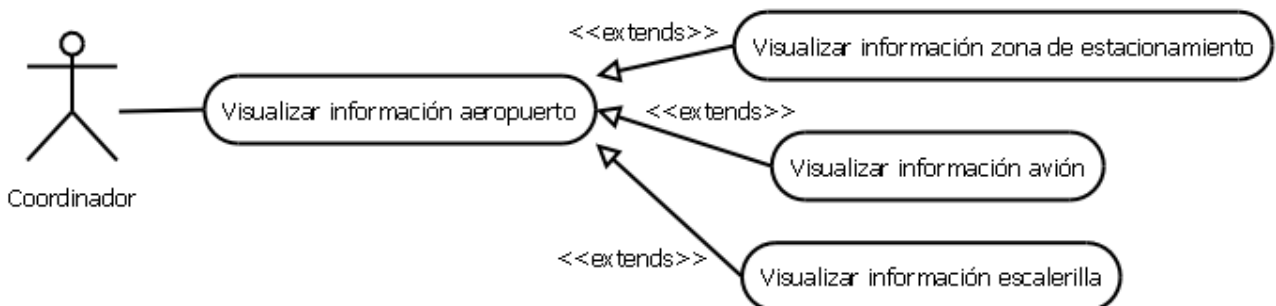 <<extends>>
Visualizar información zona de estacionamiento
Visualizar información aeropuerto
<<extends>>
Visualizar información avión
Coordinador
<<extends>>
Visualizar información escalerilla